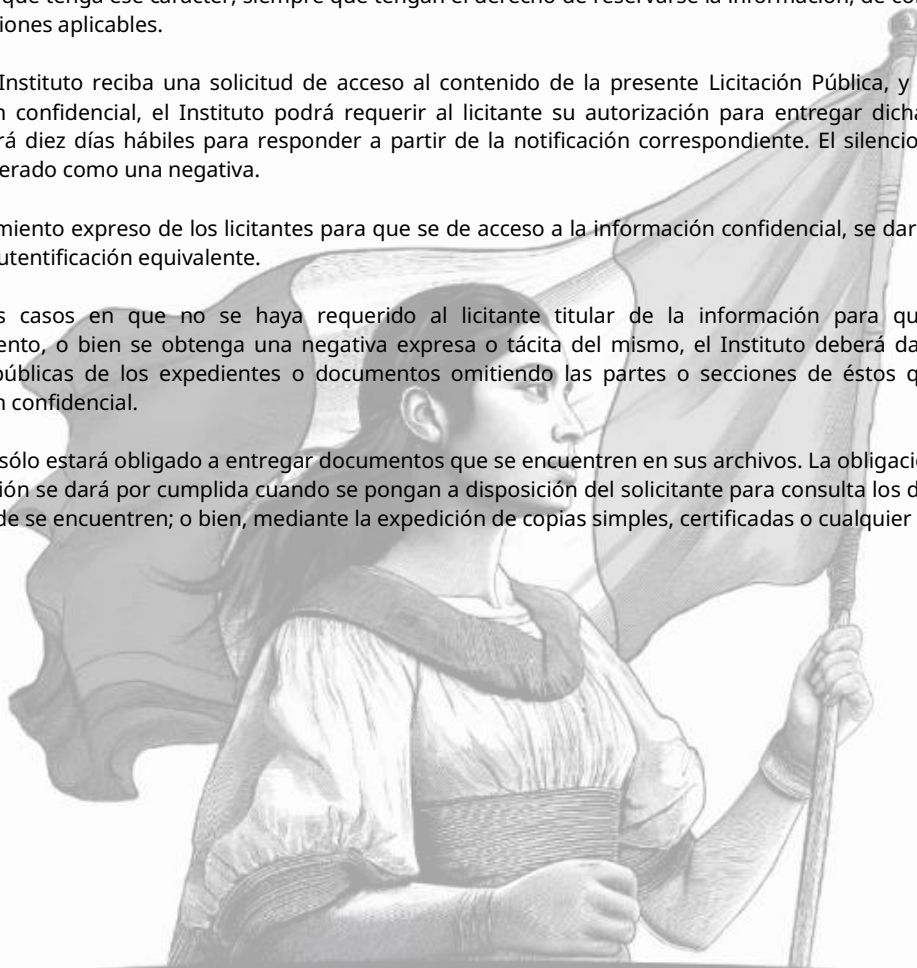 que tenga ese carácter, siempre que tengan el derecho de reservarse la información, de
iones aplicables.
Instituto reciba una solicitud de acceso al contenido de la presente Licitación Pública, y
n confidencial, el Instituto podrá requerir al licitante su autorización para entregar dicha
rá diez días hábiles para responder a partir de la notificación correspondiente. El silencio
erado como una negativa.
miento expreso de los licitantes para que se de acceso a la información confidencial, se dar
utentificación equivalente.
s casos en que no se haya requerido al licitante titular de la información para qu
ento, o bien se obtenga una negativa expresa o tácita del mismo, el Instituto deberá da
públicas de los expedientes o documentos omitiendo las partes o secciones de éstos q
n confidencial.
sólo estará obligado a entregar documentos que se encuentren en sus archivos. La obligaci
ión se dará por cumplida cuando se pongan a disposición del solicitante para consulta los d
de se encuentren; o bien, mediante la expedición de copias simples, certificadas o cualquier